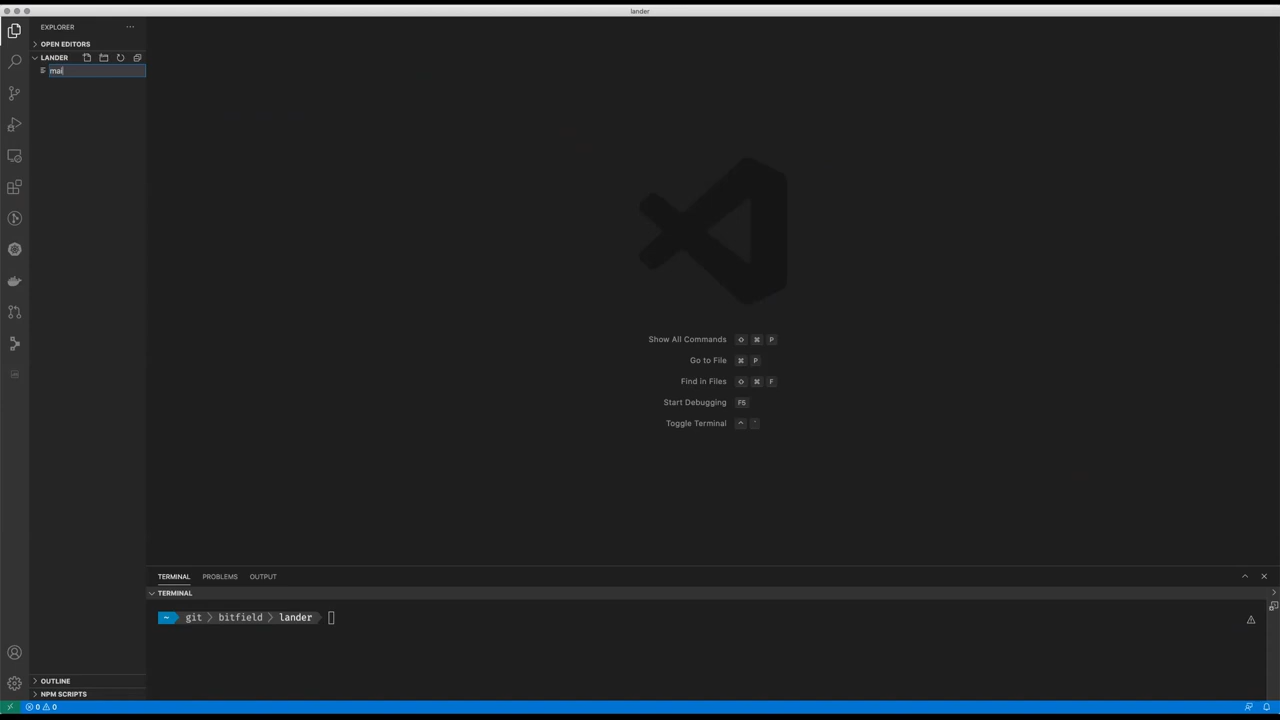 lander
EXPLORER
OPEN EDITORS
LANDER
mai
Show All Commands ⇧ ⌘ P
Go to File ⌘ P
Find in Files ⇧ ⌘ F
Start Debugging F5
Toggle Terminal ^ `
TERMINAL PROBLEMS OUTPUT
TERMINAL
~ git bitfield lander
OUTLINE
NPM SCRIPTS
0 0